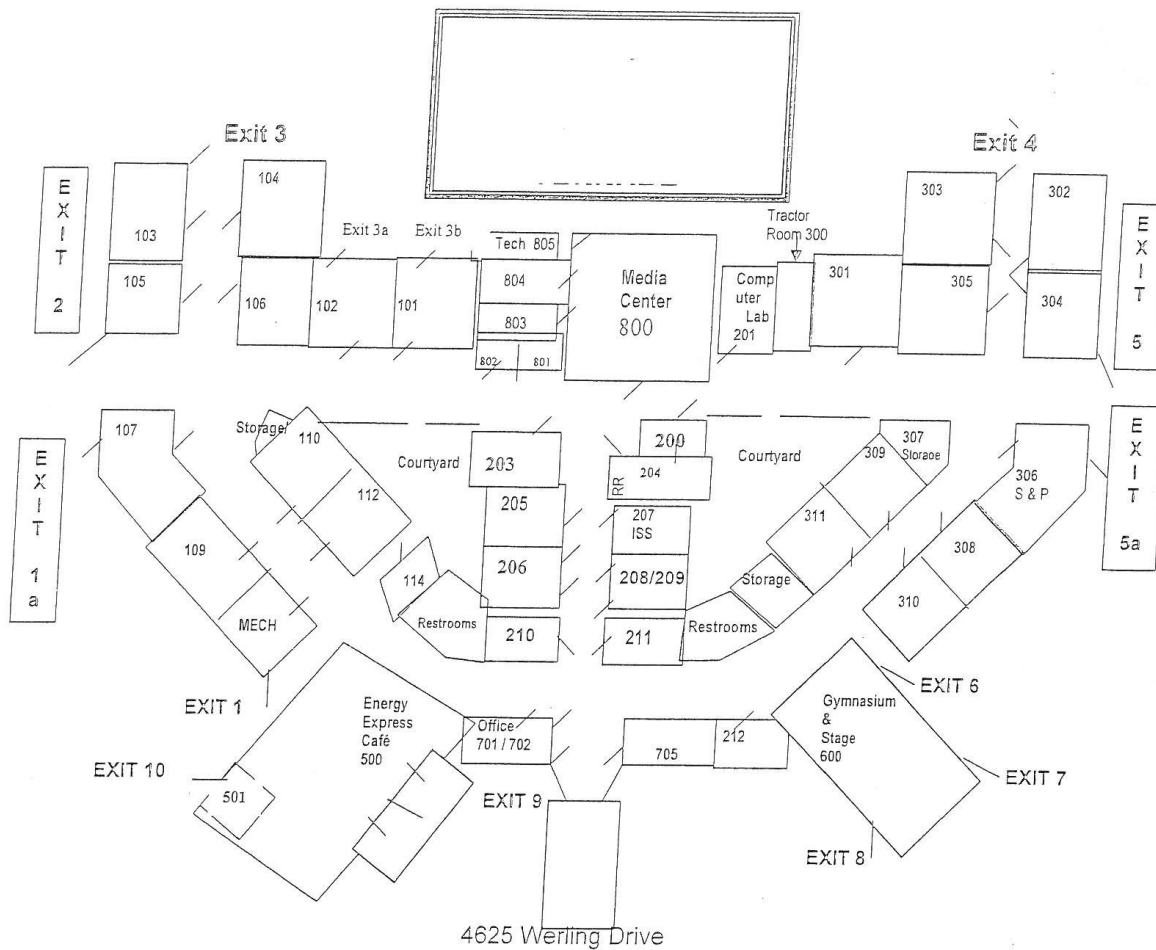 Exit 3
Exit 4
E X I T 2
103
104
Exit 3a
Exit 3b
Tech 805
Tractor
Room 300
303
302
E X I T 5
105
106
102
101
804
803
802
801
Media
Center
800
Comp
uter
Lab
201
301
305
304
E X I T 1a
107
Storage/
110
112
Courtyard
203
200
204
RR
Courtyard
309
307
Storage
306
S & P
E X I T 5a
109
205
207
ISS
311
308
MECH
114
206
208/209
Storage
310
Restrooms
210
211
Restrooms
EXIT 1
EXIT 6
Energy
Express
Café
500
Office
701 / 702
705
212
Gymnasium
&
Stage
600
EXIT 10
501
EXIT 9
EXIT 7
EXIT 8
4625 Werling Drive